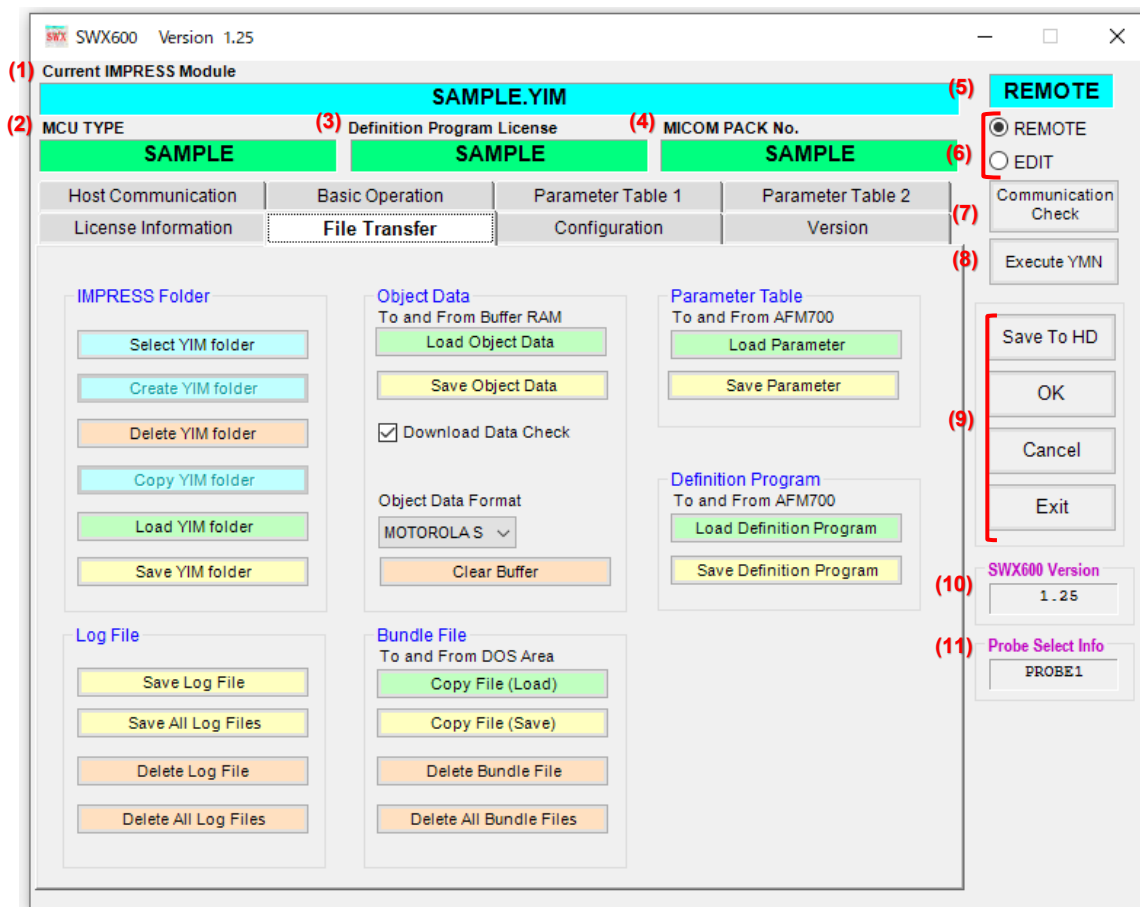 SWX SWX600 Version 1.25
(1) Current IMPRESS Module
SAMPLE.YIM
(5) REMOTE
(2) MCU TYPE
(3) Definition Program License
(4) MICOM PACK No.
SAMPLE
SAMPLE
SAMPLE
(6)
REMOTE
EDIT
Host Communication
Basic Operation
Parameter Table 1
Parameter Table 2
License Information
File Transfer
Configuration
Version
(7) Communication
Check
(8) Execute YMN
IMPRESS Folder
Select YIM folder
Create YIM folder
Delete YIM folder
Copy YIM folder
Load YIM folder
Save YIM folder
Object Data
To and From Buffer RAM
Load Object Data
Save Object Data
Download Data Check
Object Data Format
MOTOROLA S
Clear Buffer
Parameter Table
To and From AFM700
Load Parameter
Save Parameter
Definition Program
To and From AFM700
Load Definition Program
Save Definition Program
Log File
Save Log File
Save All Log Files
Delete Log File
Delete All Log Files
Bundle File
To and From DOS Area
Copy File (Load)
Copy File (Save)
Delete Bundle File
Delete All Bundle Files
(9)
Save To HD
OK
Cancel
Exit
SWX600 Version
(10) 1.25
(11) Probe Select Info
PROBE1